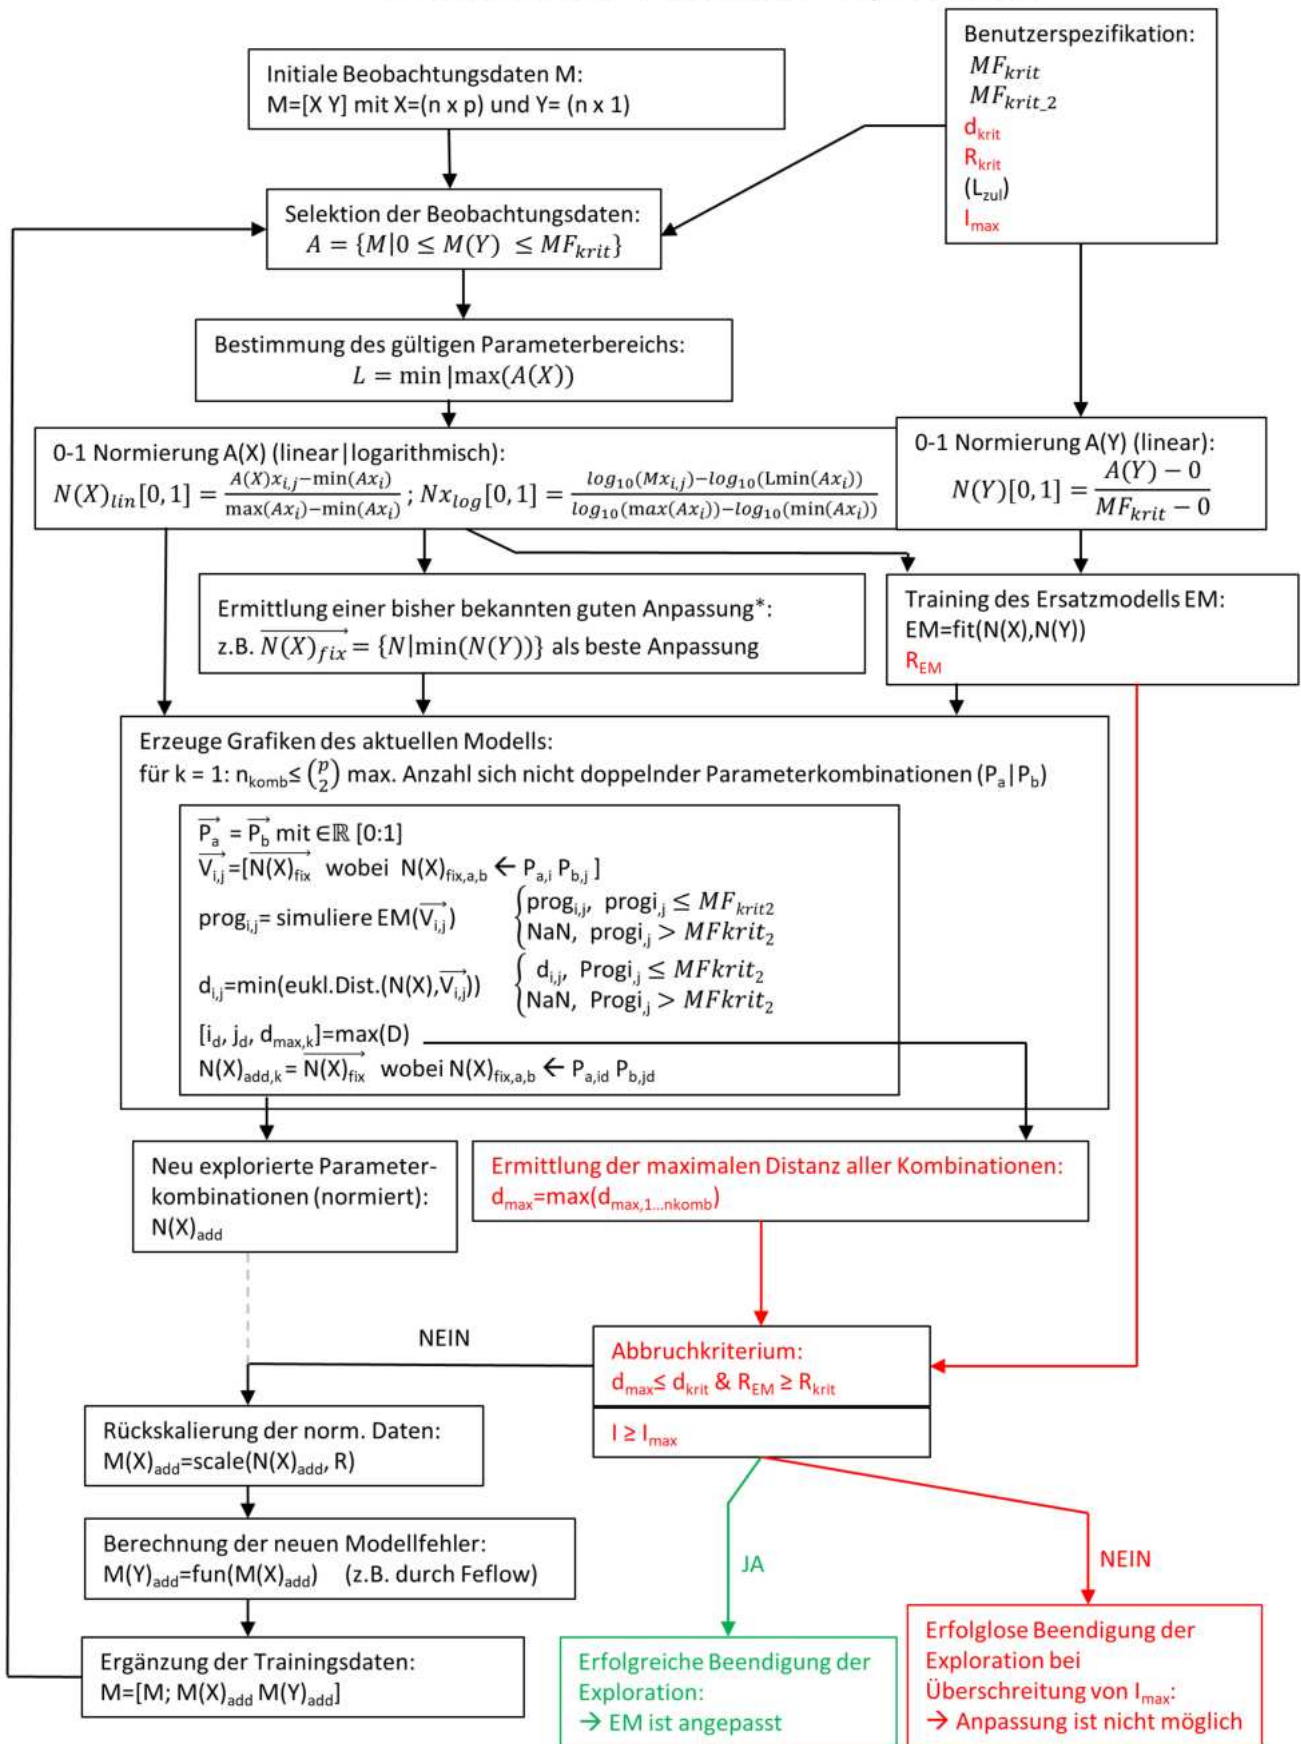 Benutzerspezifikation:
MF_krit
MF_krit_2
d_krit
R_krit
(L_zul)
I_max
Initiale Beobachtungsdaten M:
M=[X Y] mit X=(n x p) und Y= (n x 1)
Selektion der Beobachtungsdaten:
A = {M|0 ≤ M(Y) ≤ MF_krit}
Bestimmung des gültigen Parameterbereichs:
L = min |max(A(X))
0-1 Normierung A(X) (linear|logarithmisch):
N(X)_lin[0, 1] = (A(X)x_i,j−min(Ax_i))/(max(Ax_i)−min(Ax_i)) ; Nx_log[0, 1] = (log_10(Mx_i,j)−log_10(Lmin(Ax_i)))/(log_10(max(Ax_i))−log_10(min(Ax_i)))
0-1 Normierung A(Y) (linear):
N(Y)[0, 1] = (A(Y) − 0)/(MF_krit − 0)
Ermittlung einer bisher bekannten guten Anpassung*:
z.B. N(X)_fix = {N|min(N(Y))} als beste Anpassung
Training des Ersatzmodells EM:
EM=fit(N(X),N(Y))
R_EM
Erzeuge Grafiken des aktuellen Modells:
für k = 1: n_komb ≤ (p 2) max. Anzahl sich nicht doppelnder Parameterkombinationen (P_a|P_b)
P_a = P_b mit ∈ℝ [0:1]
V_i,j =[N(X)_fix wobei N(X)_fix,a,b ← P_a,i P_b,j ]
prog_i,j= simuliere EM(V_i,j) { prog_i,j, progi_,j ≤ MF_krit2
NaN, progi_,j > MFkrit_2
d_i,j=min(eukl.Dist.(N(X),V_i,j)) { d_i,j, Progi_,j ≤ MFkrit_2
NaN, Progi_,j > MFkrit_2
[i_d, j_d, d_max,k]=max(D)
N(X)_add,k = N(X)_fix wobei N(X)_fix,a,b ← P_a,id P_b,jd
Neu explorierte Parameter-
kombinationen (normiert):
N(X)_add
Ermittlung der maximalen Distanz aller Kombinationen:
d_max=max(d_max,1...nkomb)
NEIN
Abbruchkriterium:
d_max ≤ d_krit & R_EM ≥ R_krit
I ≥ I_max
Rückskalierung der norm. Daten:
M(X)_add=scale(N(X)_add, R)
Berechnung der neuen Modellfehler:
M(Y)_add=fun(M(X)_add) (z.B. durch Feflow)
JA
NEIN
Ergänzung der Trainingsdaten:
M=[M; M(X)_add M(Y)_add]
Erfolgreiche Beendigung der
Exploration:
→ EM ist angepasst
Erfoglose Beendigung der
Exploration bei
Überschreitung von I_max:
→ Anpassung ist nicht möglich